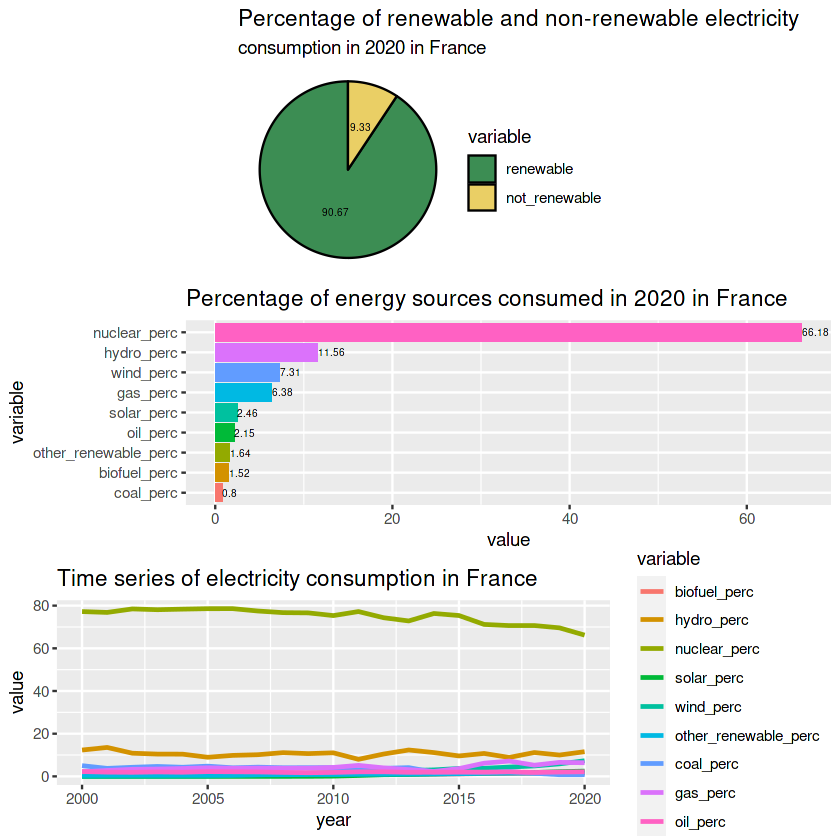 Percentage of renewable and non-renewable electricity
consumption in 2020 in France
9.33
90.67
variable
renewable
not_renewable
Percentage of energy sources consumed in 2020 in France
variable
nuclear_perc
66.18
hydro_perc
11.56
wind_perc
7.31
gas_perc
6.38
solar_perc
2.46
oil_perc
2.15
other_renewable_perc
1.64
biofuel_perc
1.52
coal_perc
0.8
0 20 40 60
value
Time series of electricity consumption in France
value
80
60
40
20
0
2000 2005 2010 2015 2020
year
variable
biofuel_perc
hydro_perc
nuclear_perc
solar_perc
wind_perc
other_renewable_perc
coal_perc
gas_perc
oil_perc